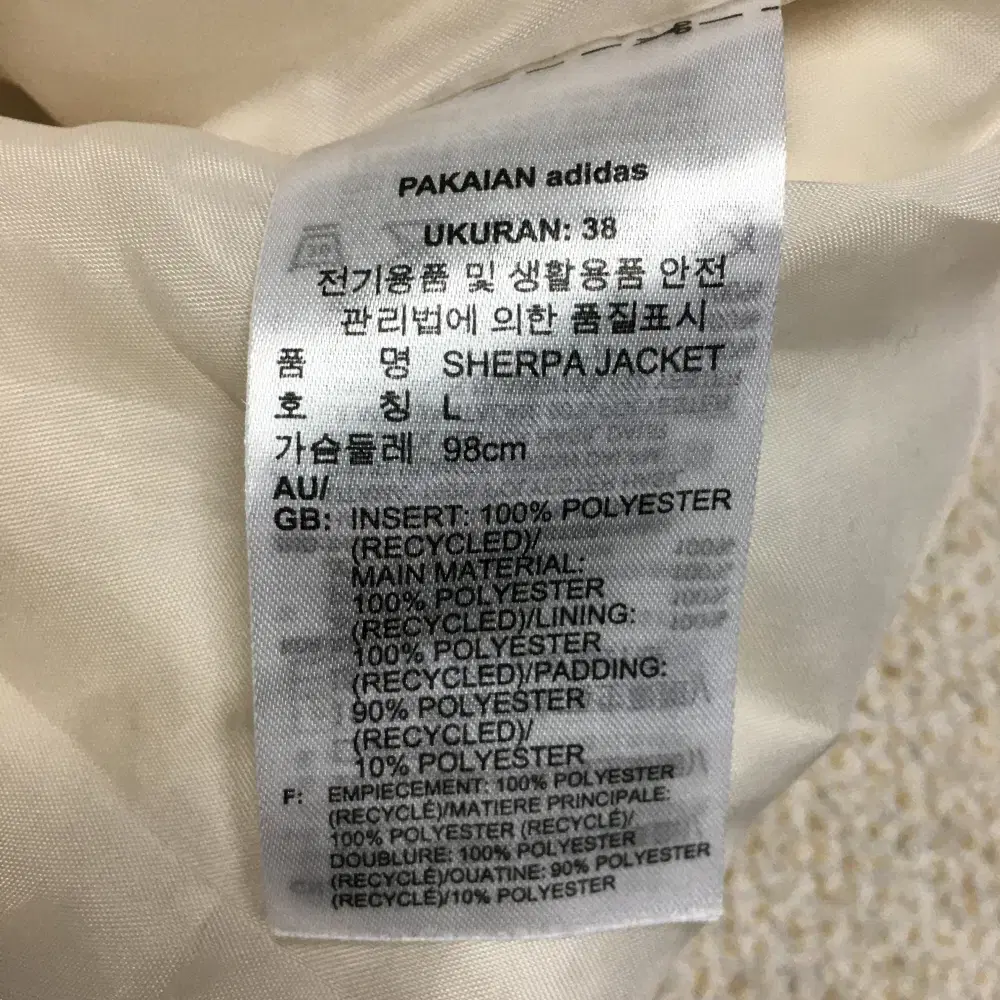 PAKAIAN adidas
UKURAN: 38
전기용품 및 생활용품 안전
관리법에 의한 품질표시
품 명 SHERPA JACKET
호 칭 L
가슴둘레 98cm
AU/
GB: INSERT: 100% POLYESTER
(RECYCLED)/
MAIN MATERIAL:
100% POLYESTER
(RECYCLED)/LINING:
100% POLYESTER
(RECYCLED)/PADDING:
90% POLYESTER
(RECYCLED)/
10% POLYESTER
F: EMPIECEMENT: 100% POLYESTER
(RECYCLÉ)/MATIERE PRINCIPALE:
100% POLYESTER (RECYCLÉ)/
DOUBLURE: 100% POLYESTER
(RECYCLÉ)/OUATINE: 90% POLYESTER
(RECYCLÉ)/10% POLYESTER